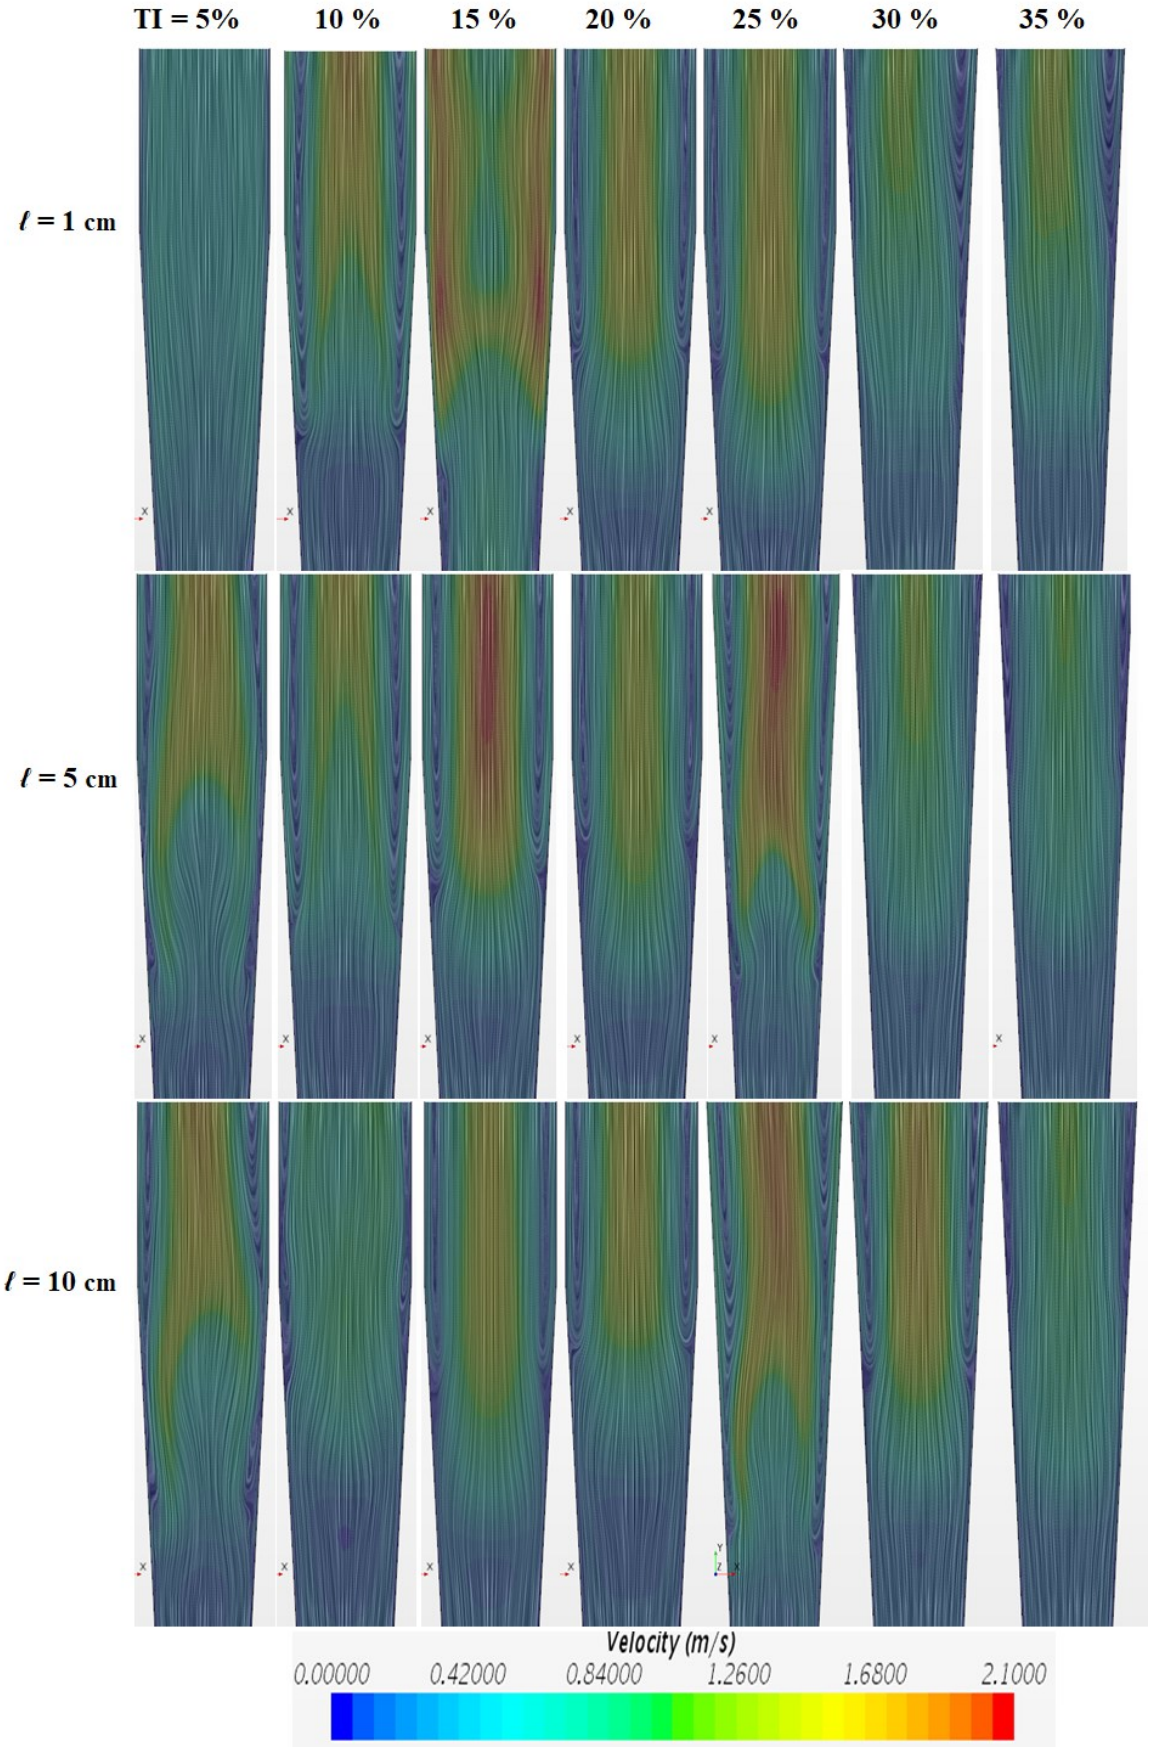 TI = 5% 10 % 15 % 20 % 25 % 30 % 35 %
ℓ = 1 cm
X X X X X
ℓ = 5 cm
X X X X X X
ℓ = 10 cm
Y
X X X X Z X
Velocity (m/s)
0.00000 0.42000 0.84000 1.2600 1.6800 2.1000